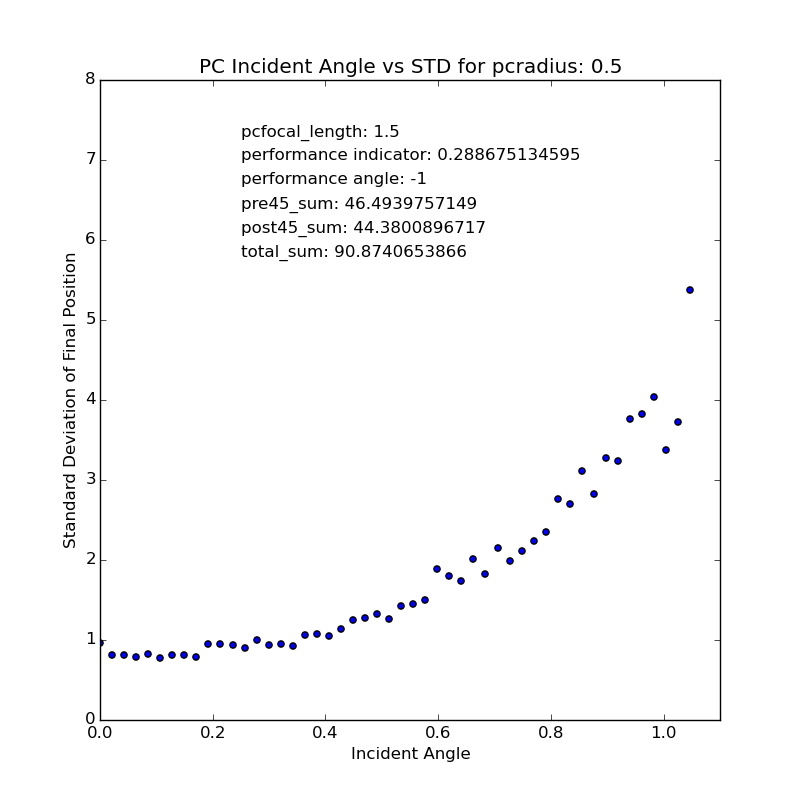 PC Incident Angle vs STD for pcradius: 0.5
8
pcfocal_length: 1.5
7
performance indicator: 0.288675134595
performance angle: -1
pre45_sum: 46.4939757149
6
post45_sum: 44.3800896717
total_sum: 90.8740653866
5
4
3
2
1
0
Standard Deviation of Final Position
0.0 0.2 0.4 0.6 0.8 1.0
Incident Angle